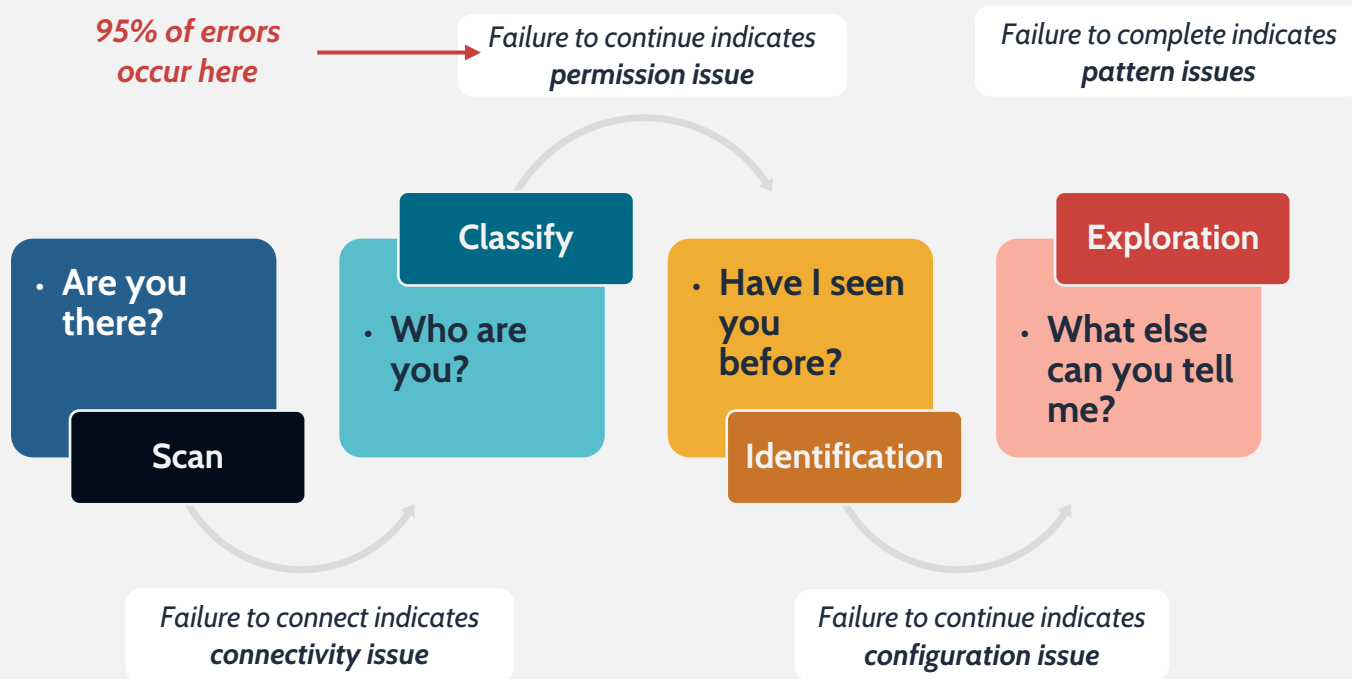 95% of errors
occur here
Failure to continue indicates
permission issue
Failure to complete indicates
pattern issues
• Are you
there?
Scan
Classify
• Who are
you?
• Have I seen
you
before?
Identification
Exploration
• What else
can you tell
me?
Failure to connect indicates
connectivity issue
Failure to continue indicates
configuration issue